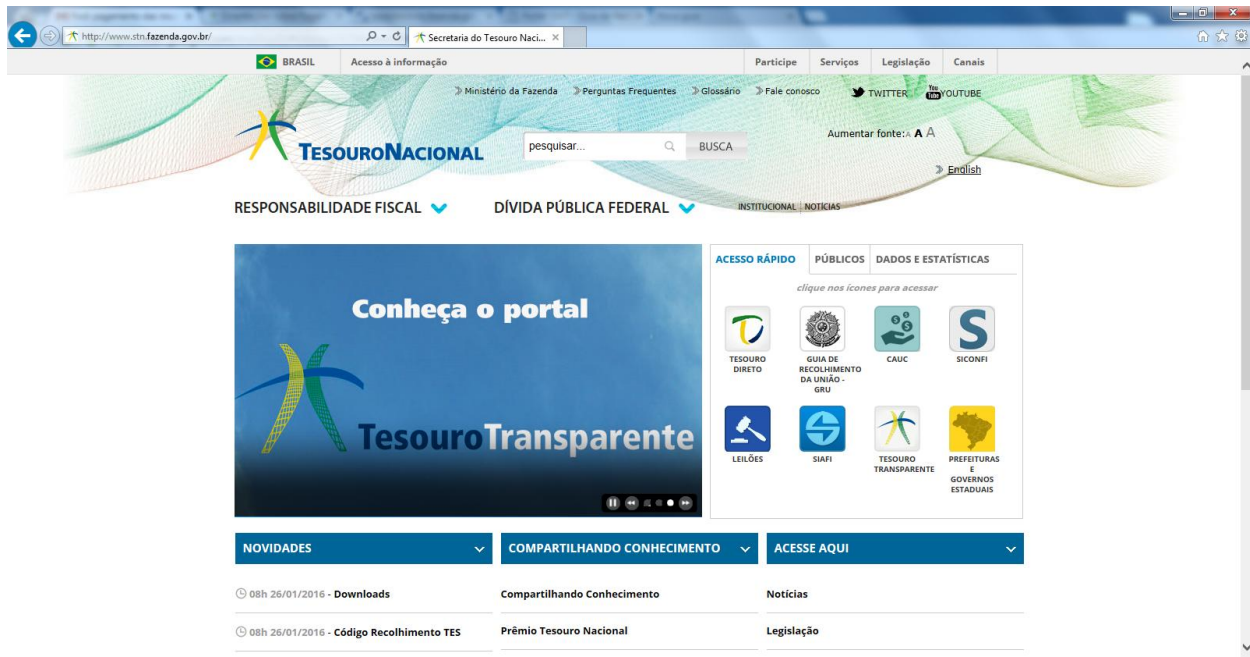 http://www.stn.fazenda.gov.br/
Secretaria do Tesouro Naci...
BRASIL
Acesso à informação
Participe
Serviços
Legislação
Canais
Ministério da Fazenda
Perguntas Frequentes
Glossário
Fale conosco
TWITTER
You Tube YOUTUBE
TESOURONACIONAL
pesquisar...
BUSCA
Aumentar fonte: A A A
English
RESPONSABILIDADE FISCAL
DÍVIDA PÚBLICA FEDERAL
INSTITUCIONAL
NOTÍCIAS
Conheça o portal
TesouroTransparente
ACESSO RÁPIDO
PÚBLICOS
DADOS E ESTATÍSTICAS
clique nos ícones para acessar
TESOURO
DIRETO
GUIA DE
RECOLHIMENTO
DA UNIÃO -
GRU
CAUC
S
SICONFI
LEILÕES
SIAFI
TESOURO
TRANSPARENTE
PREFEITURAS
E
GOVERNOS
ESTADUAIS
NOVIDADES
08h 26/01/2016 - Downloads
08h 26/01/2016 - Código Recolhimento TES
COMPARTILHANDO CONHECIMENTO
Compartilhando Conhecimento
Prêmio Tesouro Nacional
ACESSE AQUI
Notícias
Legislação